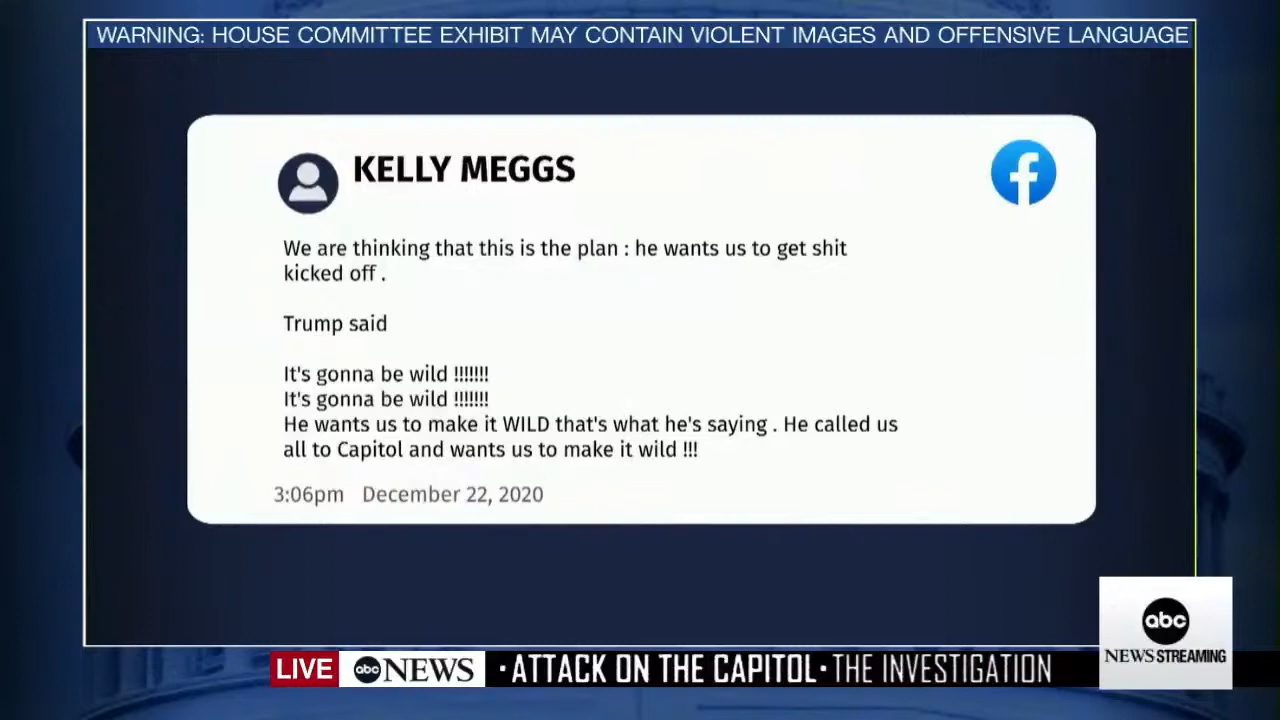 WARNING: HOUSE COMMITTEE EXHIBIT MAY CONTAIN VIOLENT IMAGES AND OFFENSIVE LANGUAGE
KELLY MEGGS
We are thinking that this is the plan : he wants us to get shit
kicked off .
Trump said
It's gonna be wild !!!!!!!
It's gonna be wild !!!!!!!
He wants us to make it WILD that's what he's saying . He called us
all to Capitol and wants us to make it wild !!!
3:06pm December 22, 2020
abc
NEWS STREAMING
LIVE abc NEWS · ATTACK ON THE CAPITOL · THE INVESTIGATION